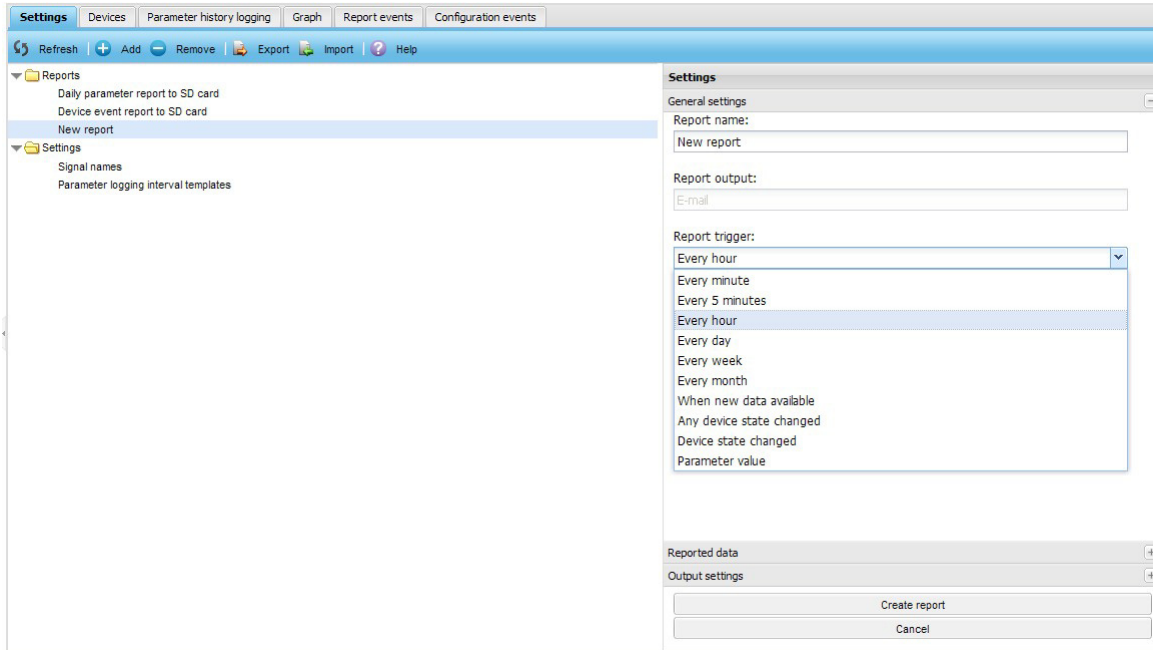 Settings Devices Parameter history logging Graph Report events Configuration events
Refresh Add Remove Export Import Help
Reports
Daily parameter report to SD card
Device event report to SD card
New report
Settings
Signal names
Parameter logging interval templates
Settings
General settings
Report name:
New report
Report output:
E-mail
Report trigger:
Every hour
Every minute
Every 5 minutes
Every hour
Every day
Every week
Every month
When new data available
Any device state changed
Device state changed
Parameter value
Reported data
Output settings
Create report
Cancel